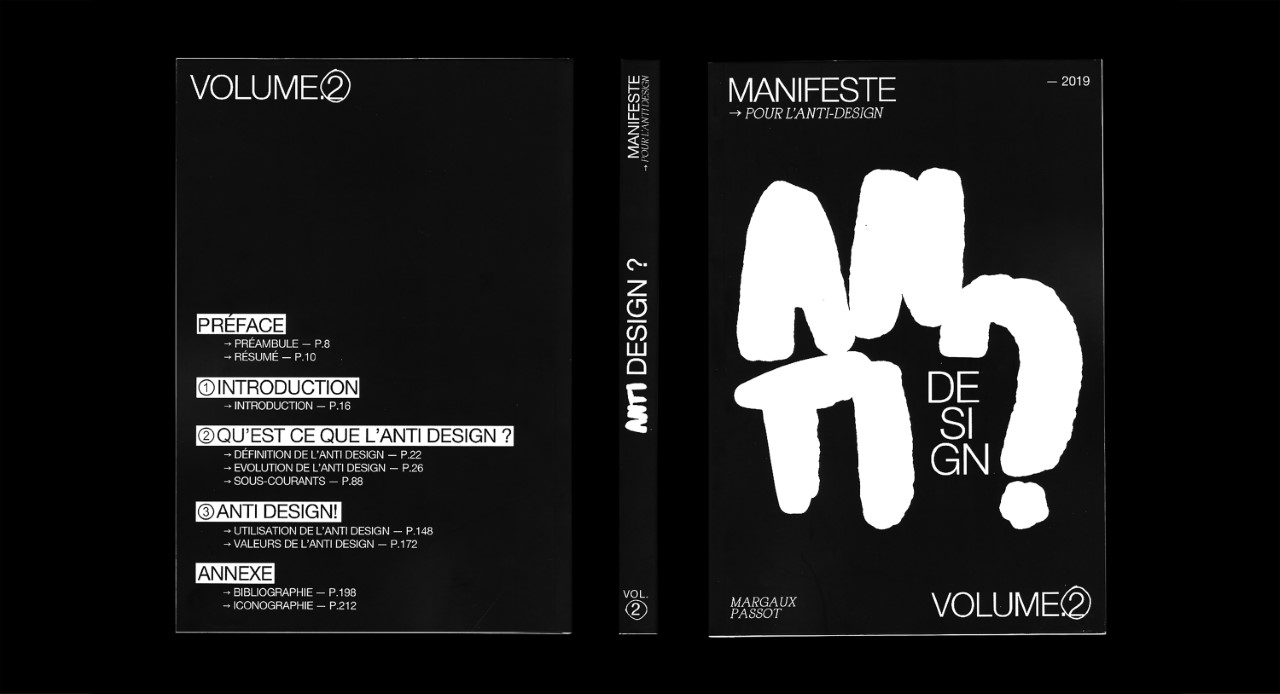 VOLUME.②
PRÉFACE
→ PRÉAMBULE — P.8
→ RÉSUMÉ — P.10
① INTRODUCTION
→ INTRODUCTION — P.16
② QU'EST CE QUE L'ANTI DESIGN ?
→ DÉFINITION DE L'ANTI DESIGN — P.22
→ EVOLUTION DE L'ANTI DESIGN — P.26
→ SOUS-COURANTS — P.88
③ ANTI DESIGN!
→ UTILISATION DE L'ANTI DESIGN — P.148
→ VALEURS DE L'ANTI DESIGN — P.172
ANNEXE
→ BIBLIOGRAPHIE — P.198
→ ICONOGRAPHIE — P.212
MANIFESTE
→ POUR L'ANTI DESIGN
ANTI DESIGN ?
VOL.
②
MANIFESTE
— 2019
→ POUR L'ANTI-DESIGN
AN
TI
DE
SI
GN
?
MARGAUX
PASSOT
VOLUME.②